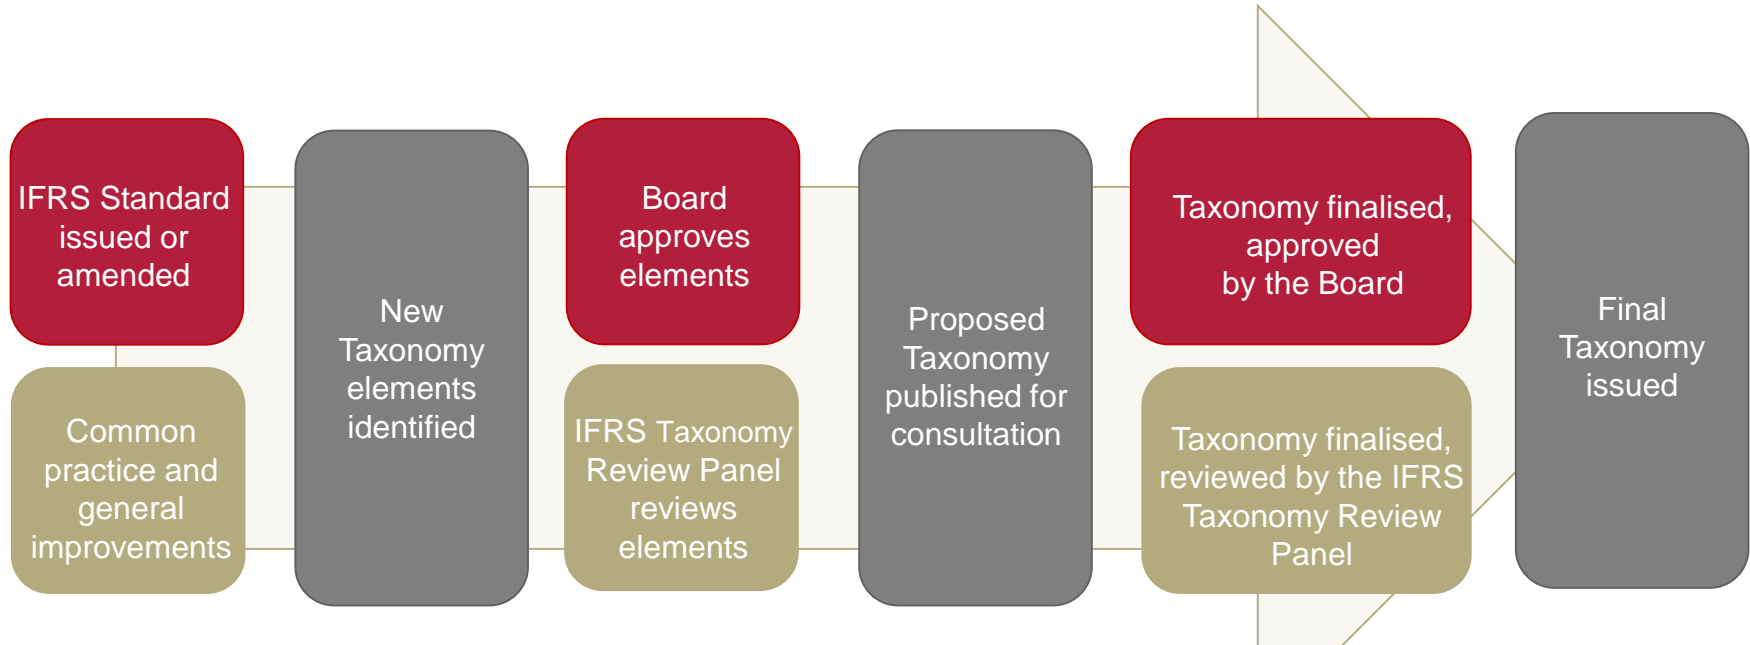 IFRS Standard
issued or
amended
Common
practice and
general
improvements
New
Taxonomy
elements
identified
Board
approves
elements
IFRS Taxonomy
Review Panel
reviews
elements
Proposed
Taxonomy
published for
consultation
Taxonomy finalised,
approved
by the Board
Taxonomy finalised,
reviewed by the IFRS
Taxonomy Review
Panel
Final
Taxonomy
issued